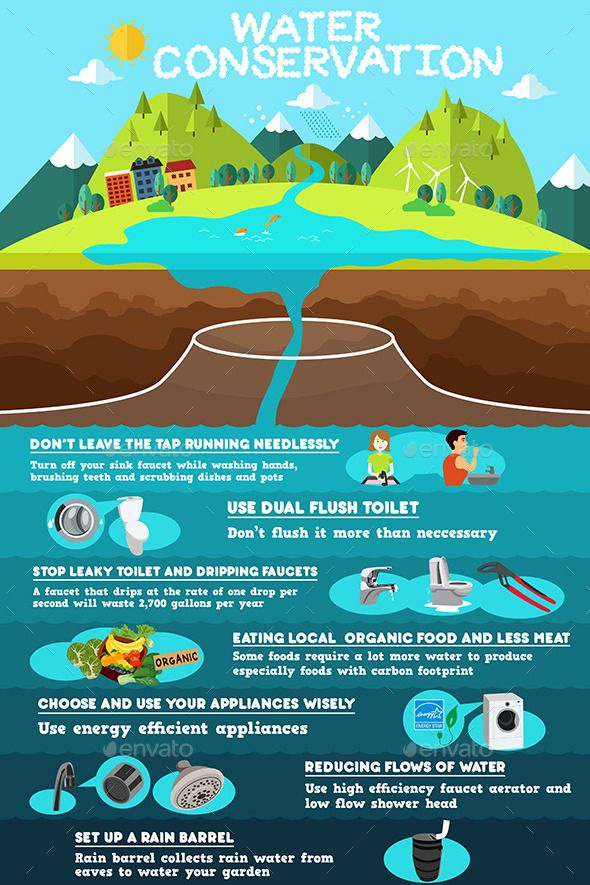 WATER
CONSERVATION
DON'T LEAVE THE TAP RUNNING NEEDLESSLY
Turn off your sink faucet while washing hands,
brushing teeth and scrubbing dishes and pots
USE DUAL FLUSH TOILET
Don't flush it more than neccessary
STOP LEAKY TOILET AND DRIPPING FAUCETS
A faucet that drips at the rate of one drop per
second will waste 2,700 gallons per year
ORGANIC
EATING LOCAL ORGANIC FOOD AND LESS MEAT
Some foods require a lot more water to produce
especially foods with carbon footprint
CHOOSE AND USE YOUR APPLIANCES WISELY
Use energy efficient appliances
energy
ENERGY STAR
REDUCING FLOWS OF WATER
Use high efficiency faucet aerator and
low flow shower head
SET UP A RAIN BARREL
Rain barrel collects rain water from
eaves to water your garden
envato